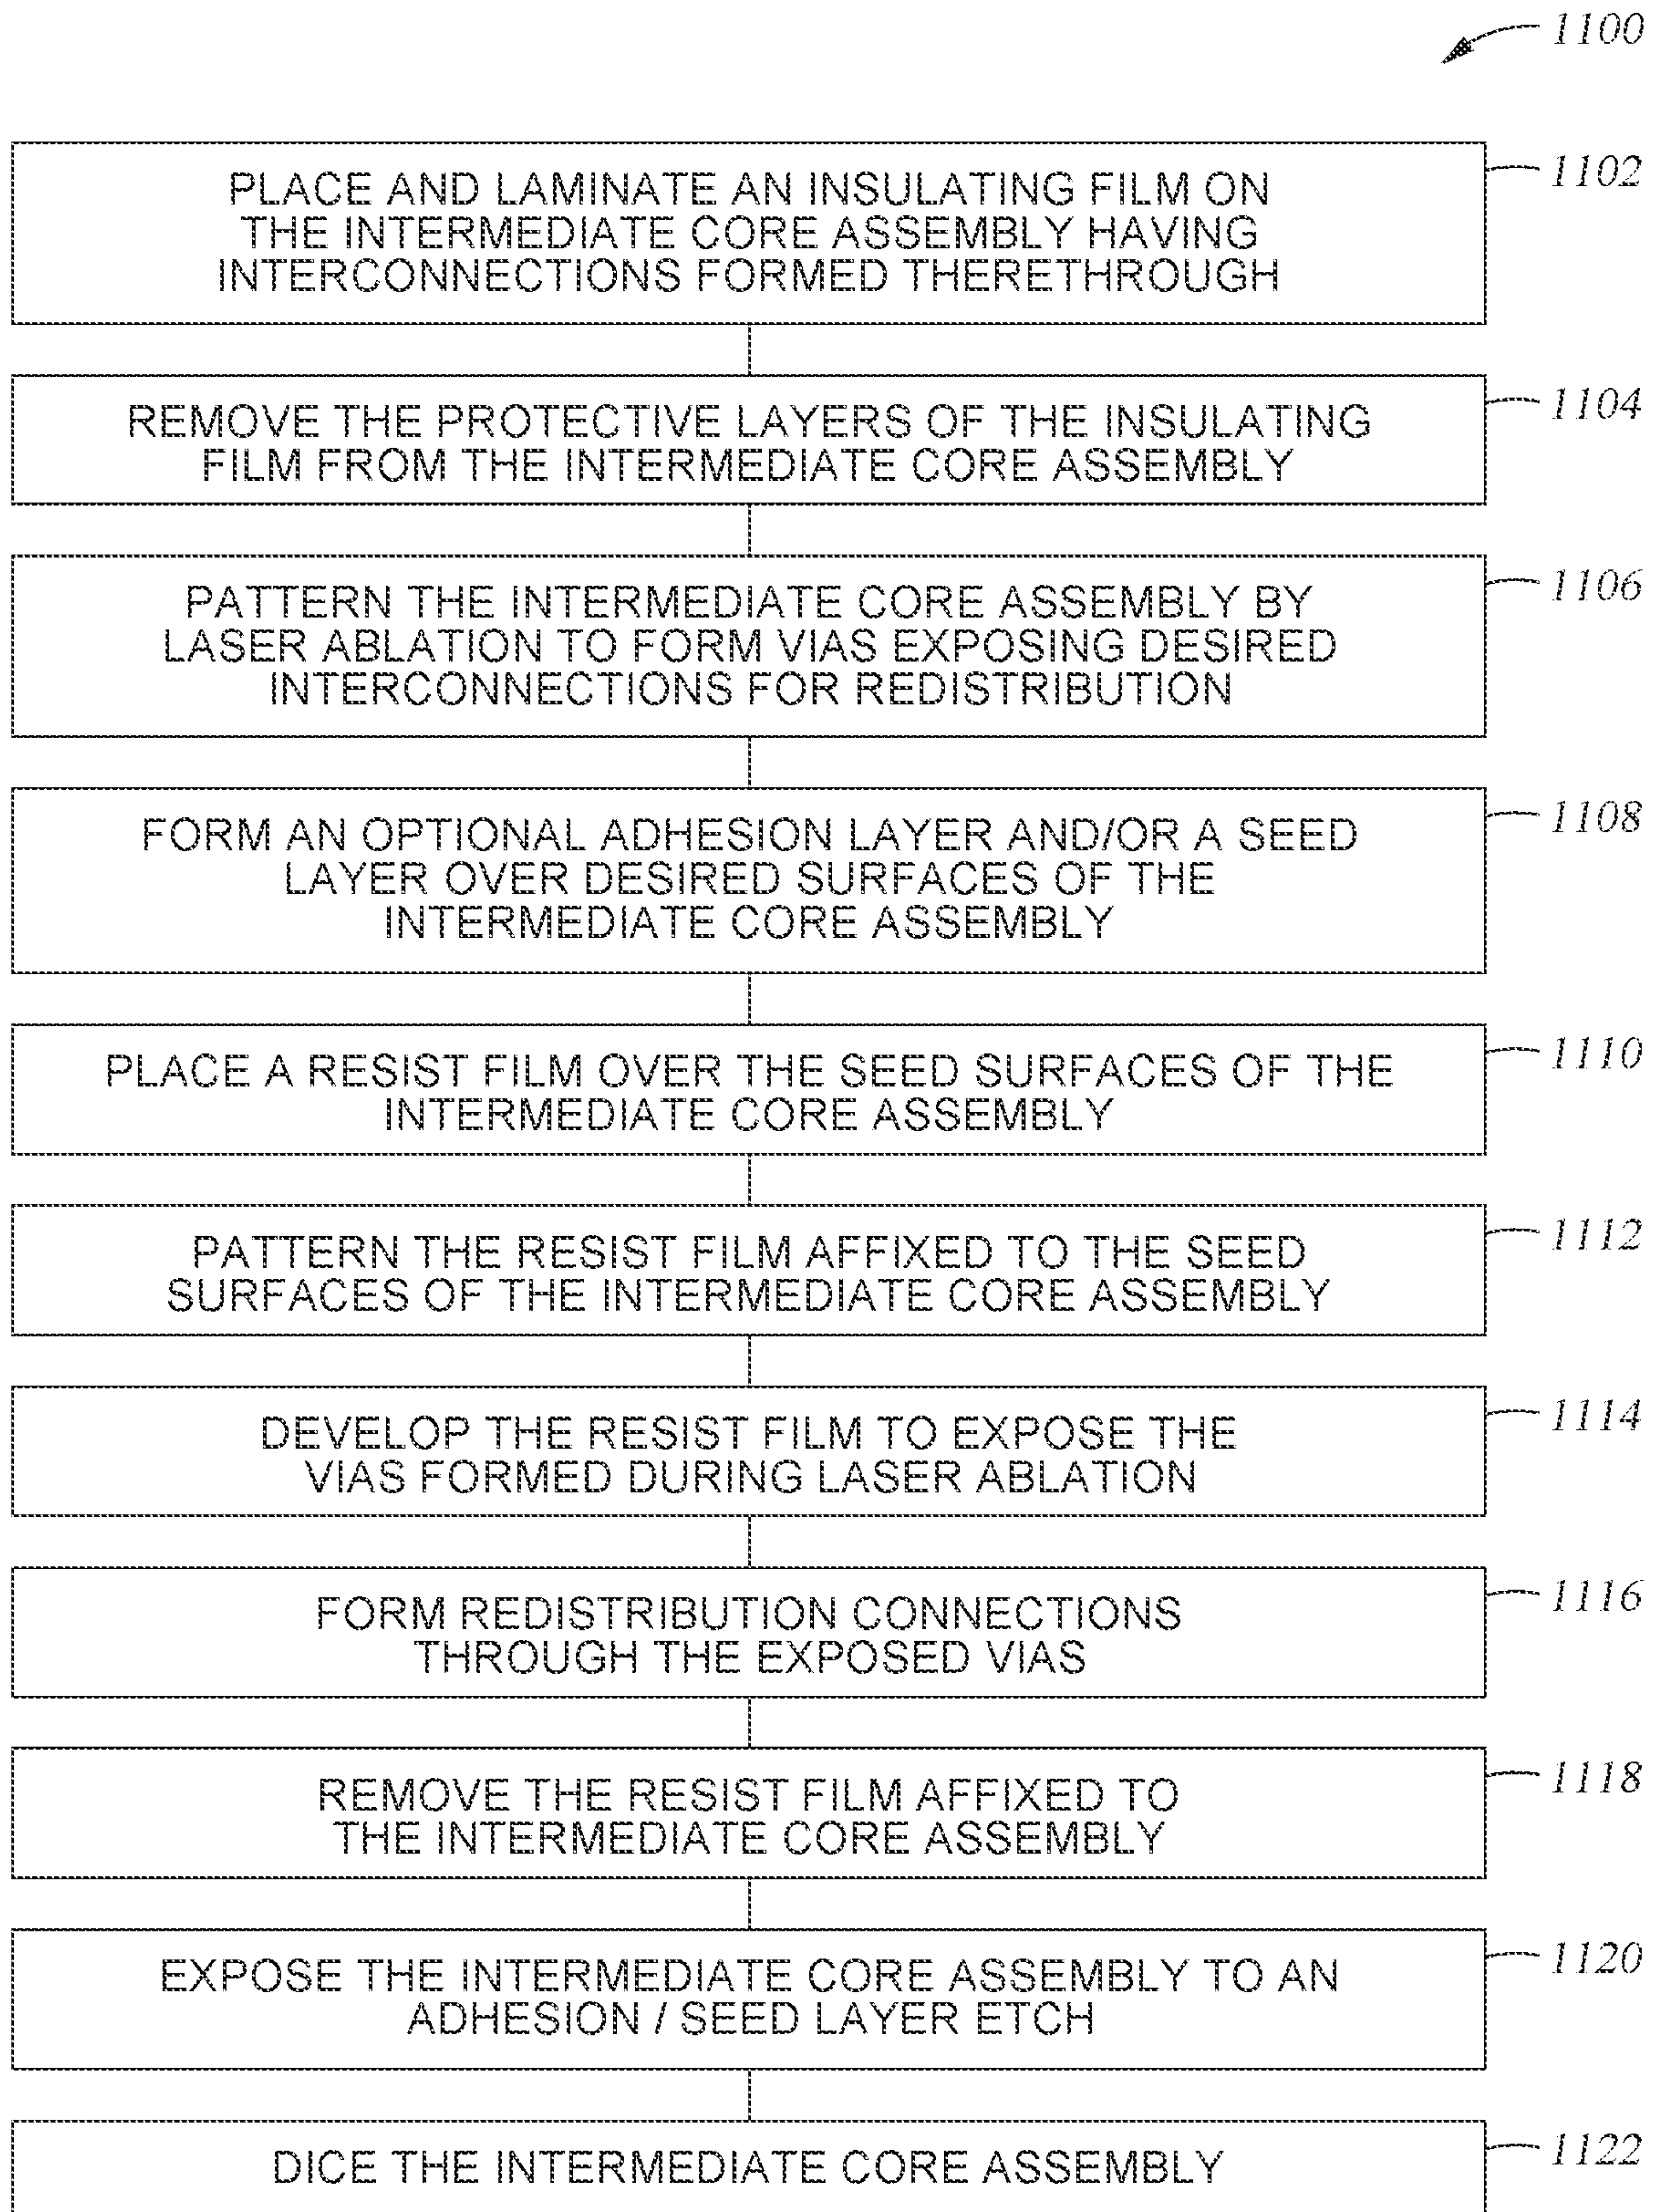 1100
PLACE AND LAMINATE AN INSULATING FILM ON
THE INTERMEDIATE CORE ASSEMBLY HAVING
INTERCONNECTIONS FORMED THERETHROUGH
1102
REMOVE THE PROTECTIVE LAYERS OF THE INSULATING
FILM FROM THE INTERMEDIATE CORE ASSEMBLY
1104
PATTERN THE INTERMEDIATE CORE ASSEMBLY BY
LASER ABLATION TO FORM VIAS EXPOSING DESIRED
INTERCONNECTIONS FOR REDISTRIBUTION
1106
FORM AN OPTIONAL ADHESION LAYER AND/OR A SEED
LAYER OVER DESIRED SURFACES OF THE
INTERMEDIATE CORE ASSEMBLY
1108
PLACE A RESIST FILM OVER THE SEED SURFACES OF THE
INTERMEDIATE CORE ASSEMBLY
1110
PATTERN THE RESIST FILM AFFIXED TO THE SEED
SURFACES OF THE INTERMEDIATE CORE ASSEMBLY
1112
DEVELOP THE RESIST FILM TO EXPOSE THE
VIAS FORMED DURING LASER ABLATION
1114
FORM REDISTRIBUTION CONNECTIONS
THROUGH THE EXPOSED VIAS
1116
REMOVE THE RESIST FILM AFFIXED TO
THE INTERMEDIATE CORE ASSEMBLY
1118
EXPOSE THE INTERMEDIATE CORE ASSEMBLY TO AN
ADHESION / SEED LAYER ETCH
1120
DICE THE INTERMEDIATE CORE ASSEMBLY
1122